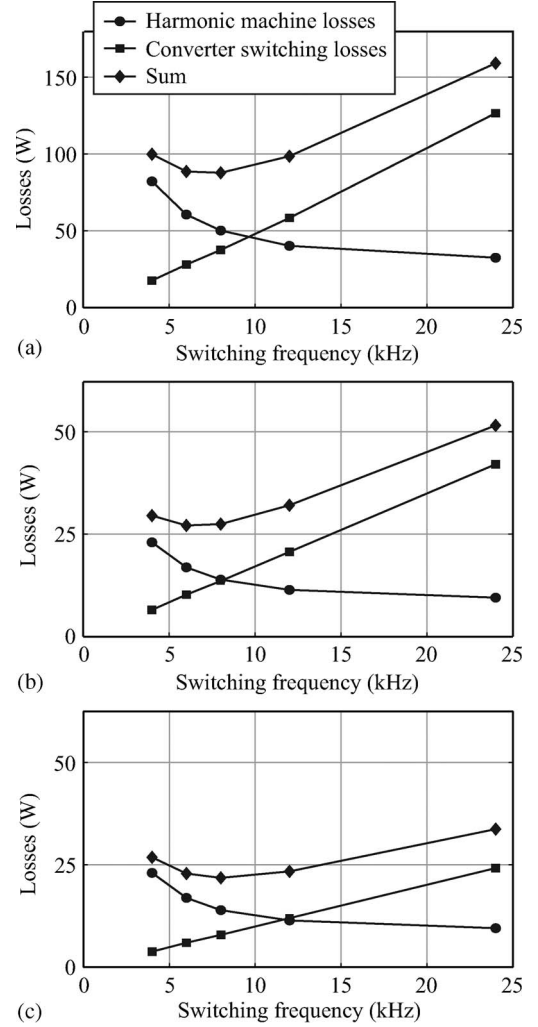 Harmonic machine losses
Converter switching losses
Sum
150
100
50
0
Losses (W)
0 5 10 15 20 25
(a) Switching frequency (kHz)
50
25
0
Losses (W)
0 5 10 15 20 25
(b) Switching frequency (kHz)
50
25
0
Losses (W)
0 5 10 15 20 25
(c) Switching frequency (kHz)